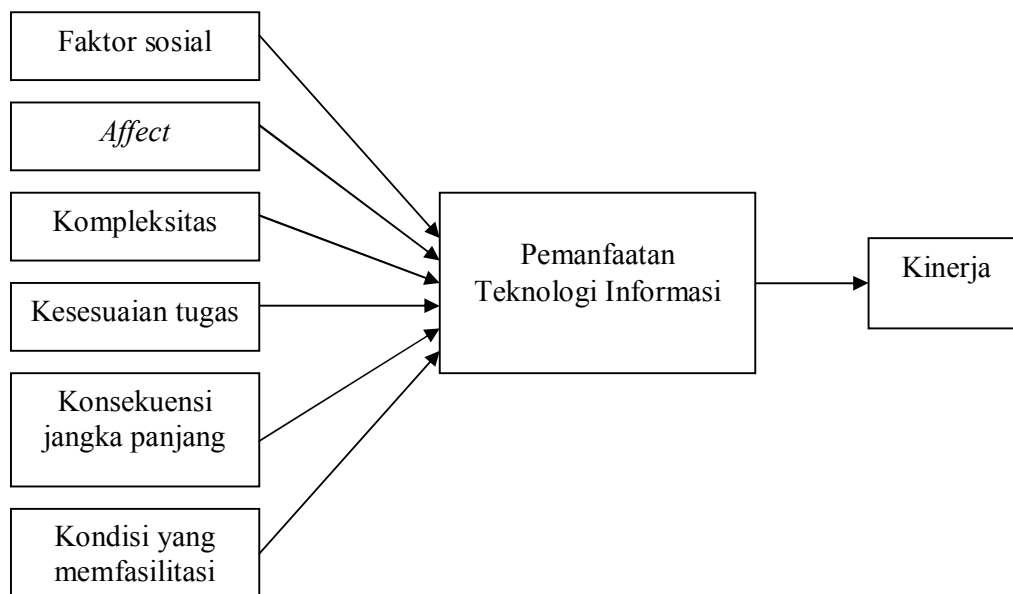 Faktor sosial
Affect
Kompleksitas
Kesesuaian tugas
Konsekuensi
jangka panjang
Kondisi yang
memfasilitasi
Pemanfaatan
Teknologi Informasi
Kinerja